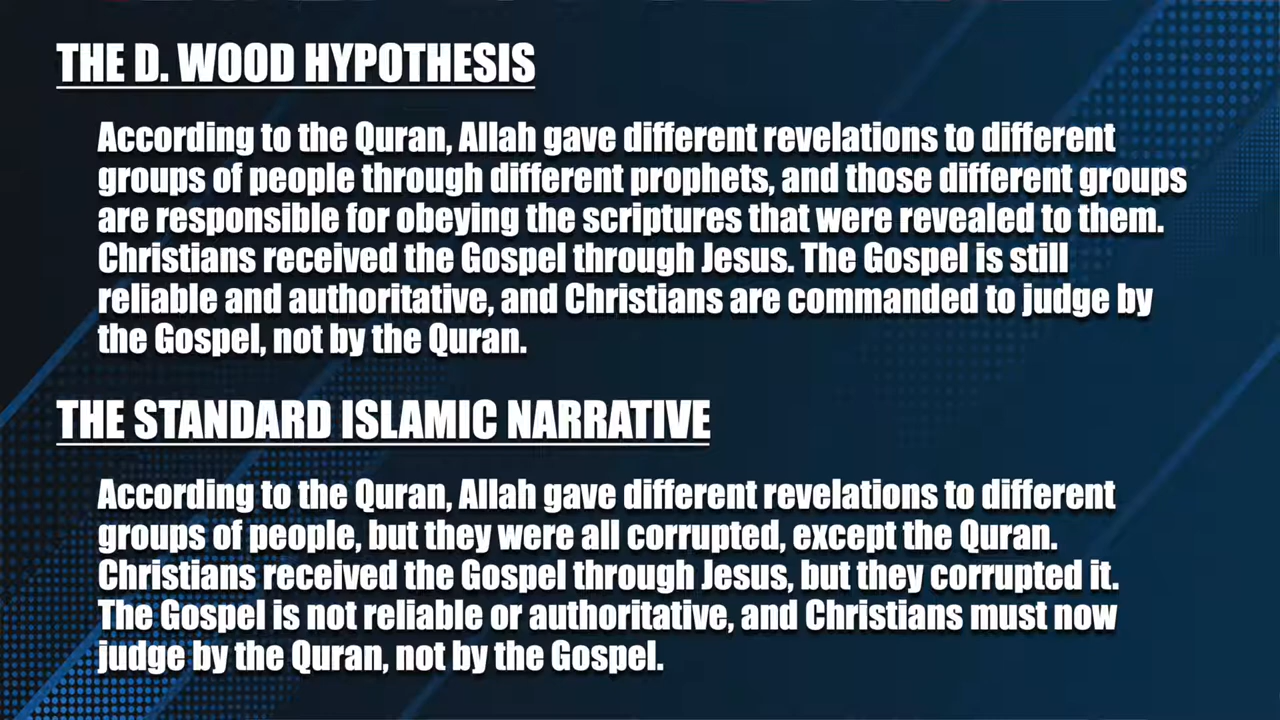 THE D. WOOD HYPOTHESIS
According to the Quran, Allah gave different revelations to different
groups of people through different prophets, and those different groups
are responsible for obeying the scriptures that were revealed to them.
Christians received the Gospel through Jesus. The Gospel is still
reliable and authoritative, and Christians are commanded to judge by
the Gospel, not by the Quran.
THE STANDARD ISLAMIC NARRATIVE
According to the Quran, Allah gave different revelations to different
groups of people, but they were all corrupted, except the Quran.
Christians received the Gospel through Jesus, but they corrupted it.
The Gospel is not reliable or authoritative, and Christians must now
judge by the Quran, not by the Gospel.